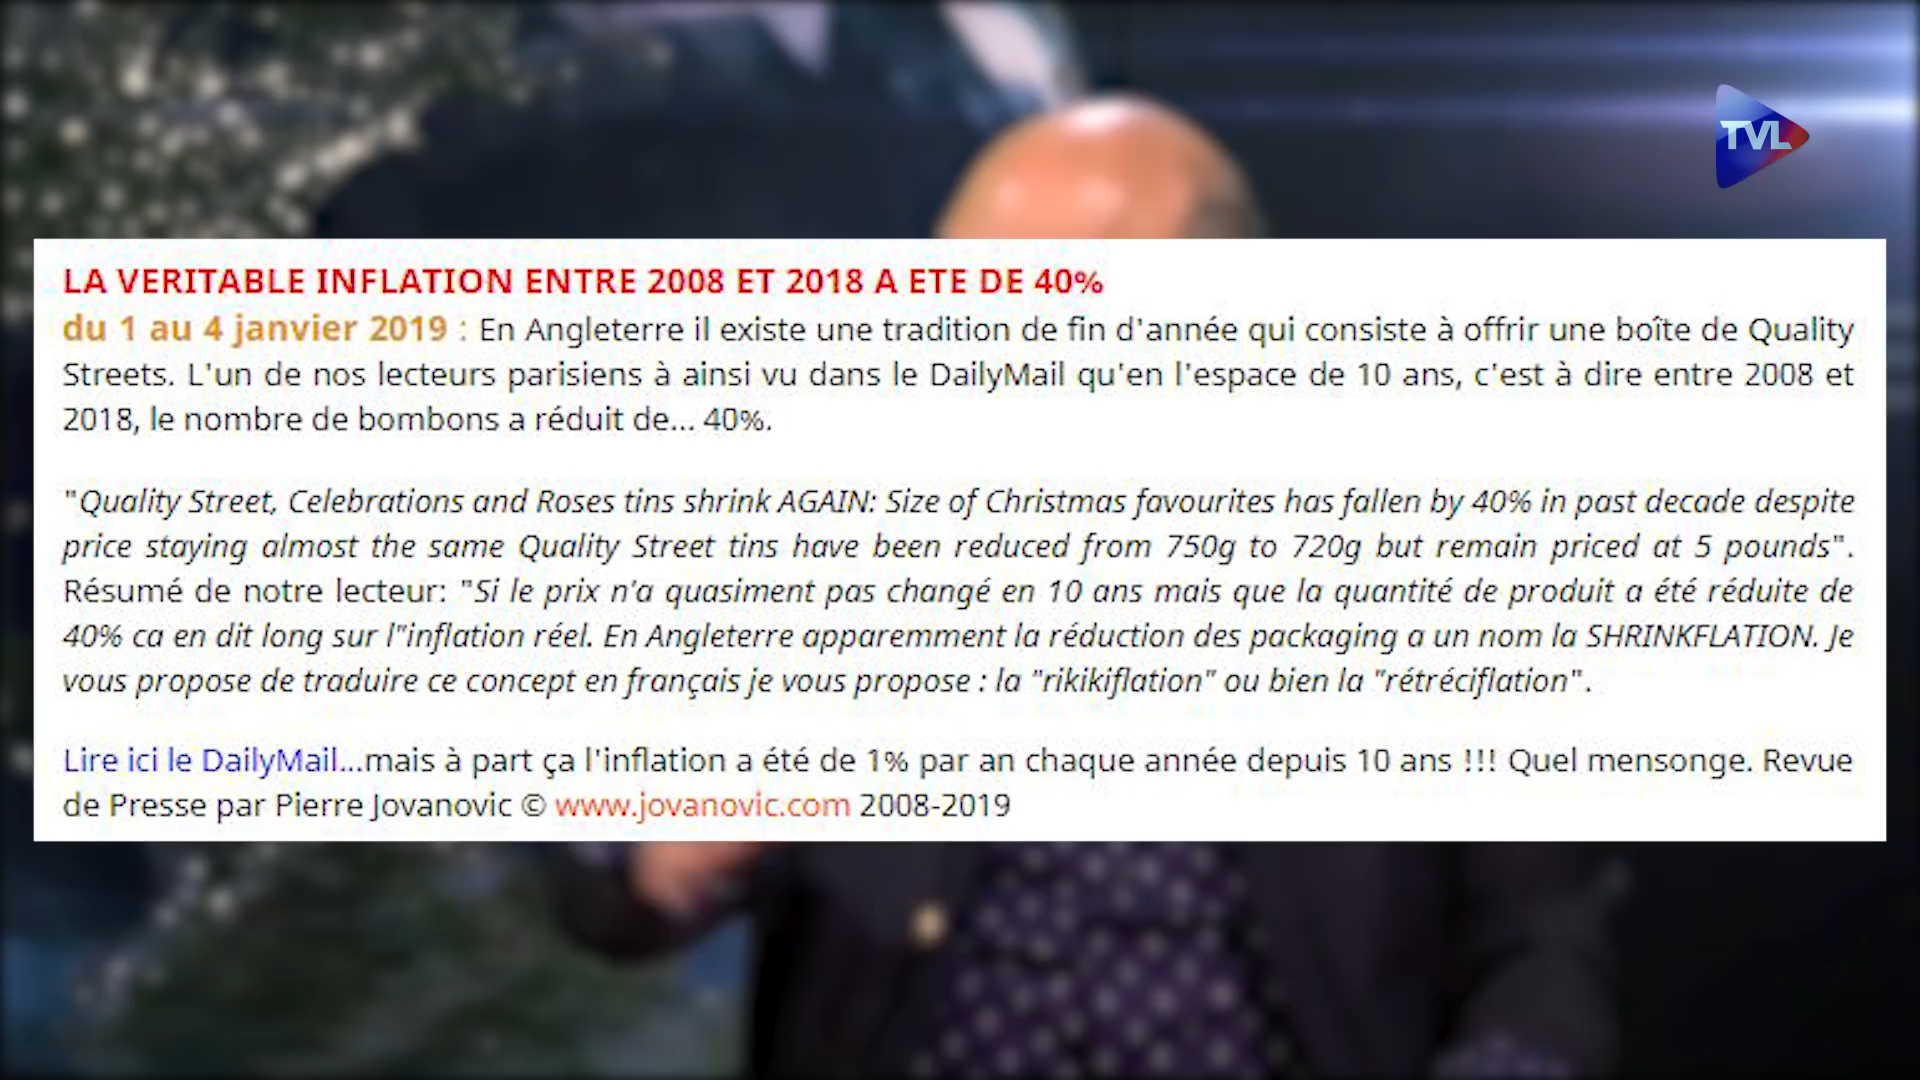 TVL
LA VERITABLE INFLATION ENTRE 2008 ET 2018 A ETE DE 40%
du 1 au 4 janvier 2019 : En Angleterre il existe une tradition de fin d'année qui consiste à offrir une boîte de Quality
Streets. L'un de nos lecteurs parisiens à ainsi vu dans le DailyMail qu'en l'espace de 10 ans, c'est à dire entre 2008 et
2018, le nombre de bombons a réduit de... 40%.
"Quality Street, Celebrations and Roses tins shrink AGAIN: Size of Christmas favourites has fallen by 40% in past decade despite
price staying almost the same Quality Street tins have been reduced from 750g to 720g but remain priced at 5 pounds".
Résumé de notre lecteur: "Si le prix n'a quasiment pas changé en 10 ans mais que la quantité de produit a été réduite de
40% ca en dit long sur l"inflation réel. En Angleterre apparemment la réduction des packaging a un nom la SHRINKFLATION. Je
vous propose de traduire ce concept en français je vous propose : la "rikikiflation" ou bien la "rétréciflation".
Lire ici le DailyMail...mais à part ça l'inflation a été de 1% par an chaque année depuis 10 ans !!! Quel mensonge. Revue
de Presse par Pierre Jovanovic © www.jovanovic.com 2008-2019